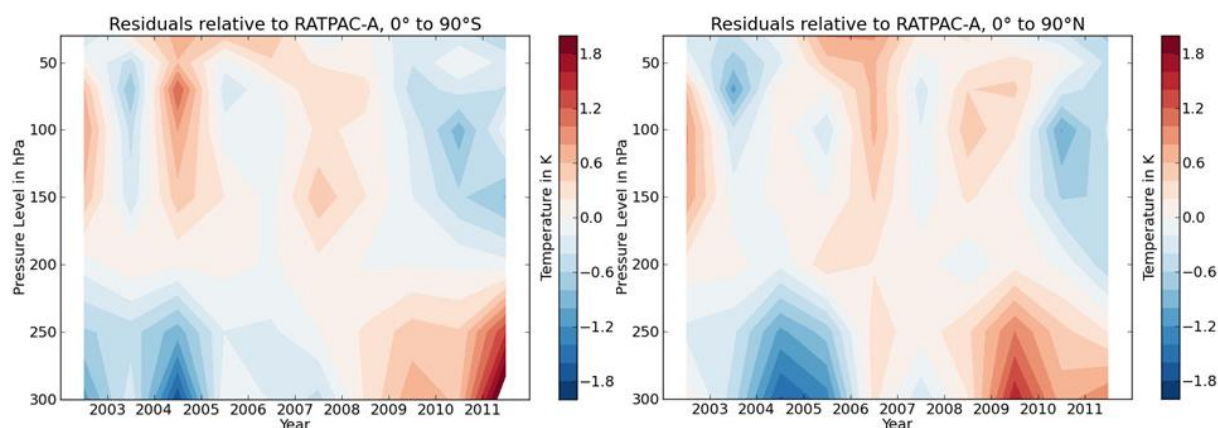 Residuals relative to RATPAC-A, 0° to 90°S
Pressure Level in hPa
50
100
150
200
250
300
2003 2004 2005 2006 2007 2008 2009 2010 2011
Year
Temperature in K
1.8
1.2
0.6
0.0
−0.6
−1.2
−1.8
Residuals relative to RATPAC-A, 0° to 90°N
Pressure Level in hPa
50
100
150
200
250
300
2003 2004 2005 2006 2007 2008 2009 2010 2011
Year
Temperature in K
1.8
1.2
0.6
0.0
−0.6
−1.2
−1.8